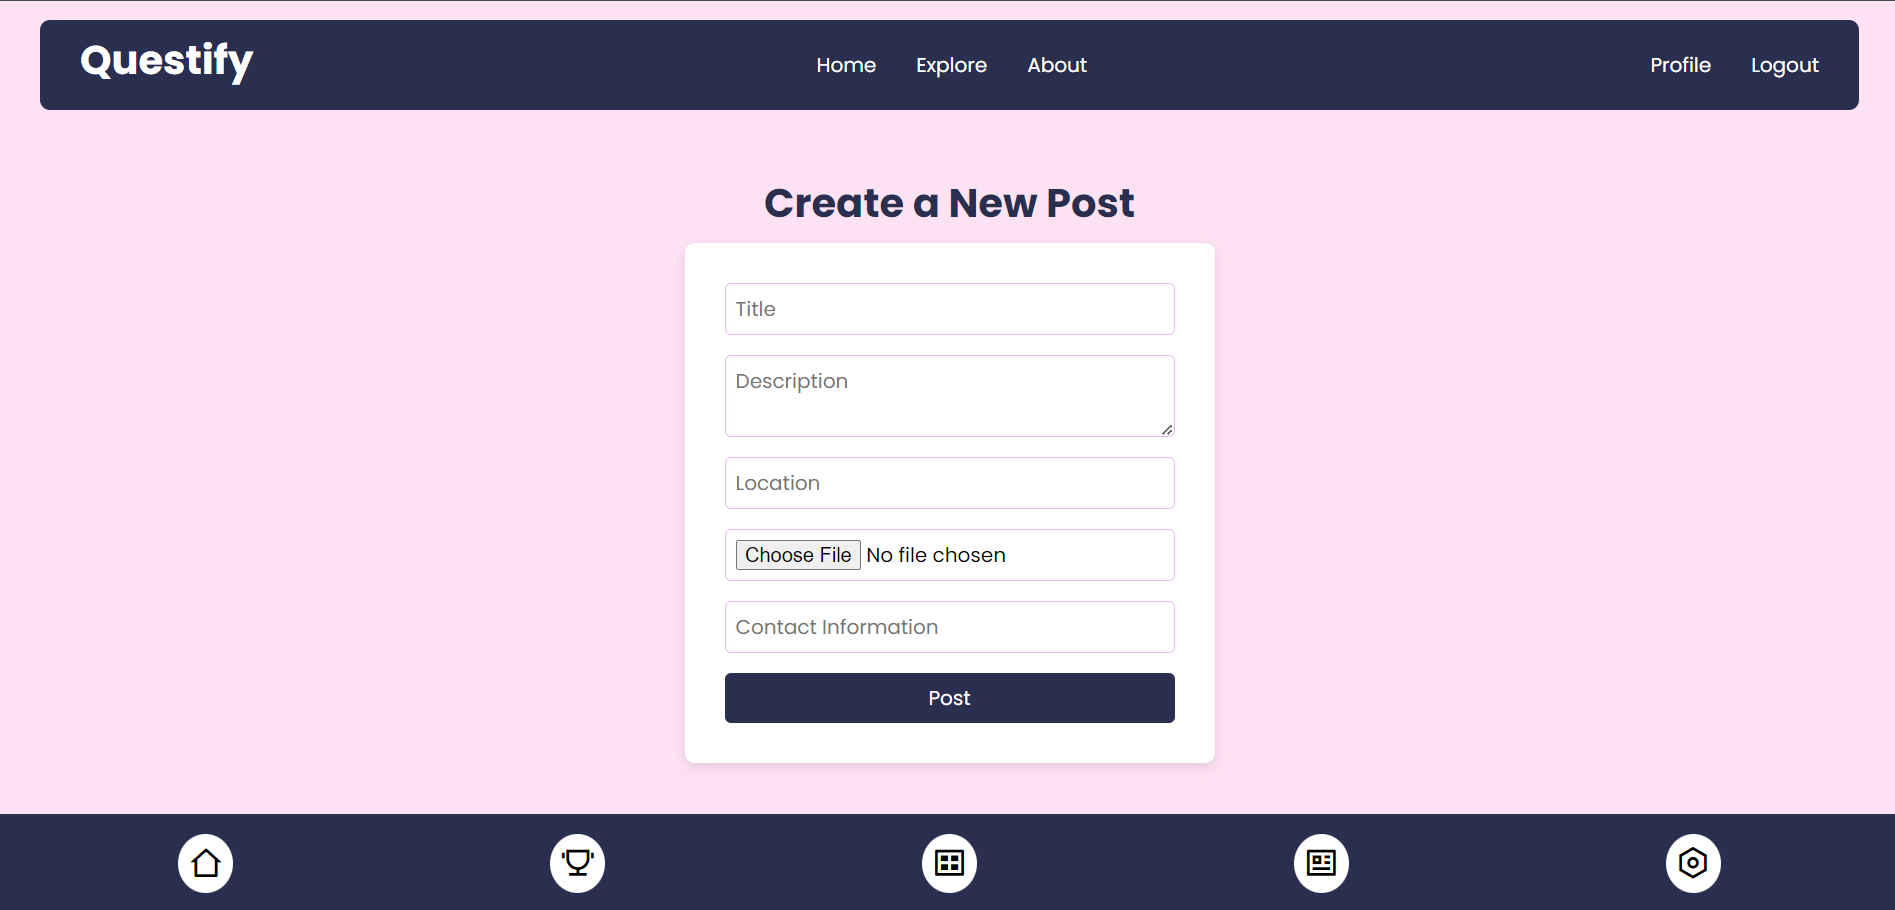 Questify
Home Explore About
Profile Logout
Create a New Post
Title
Description
Location
Choose File No file chosen
Contact Information
Post